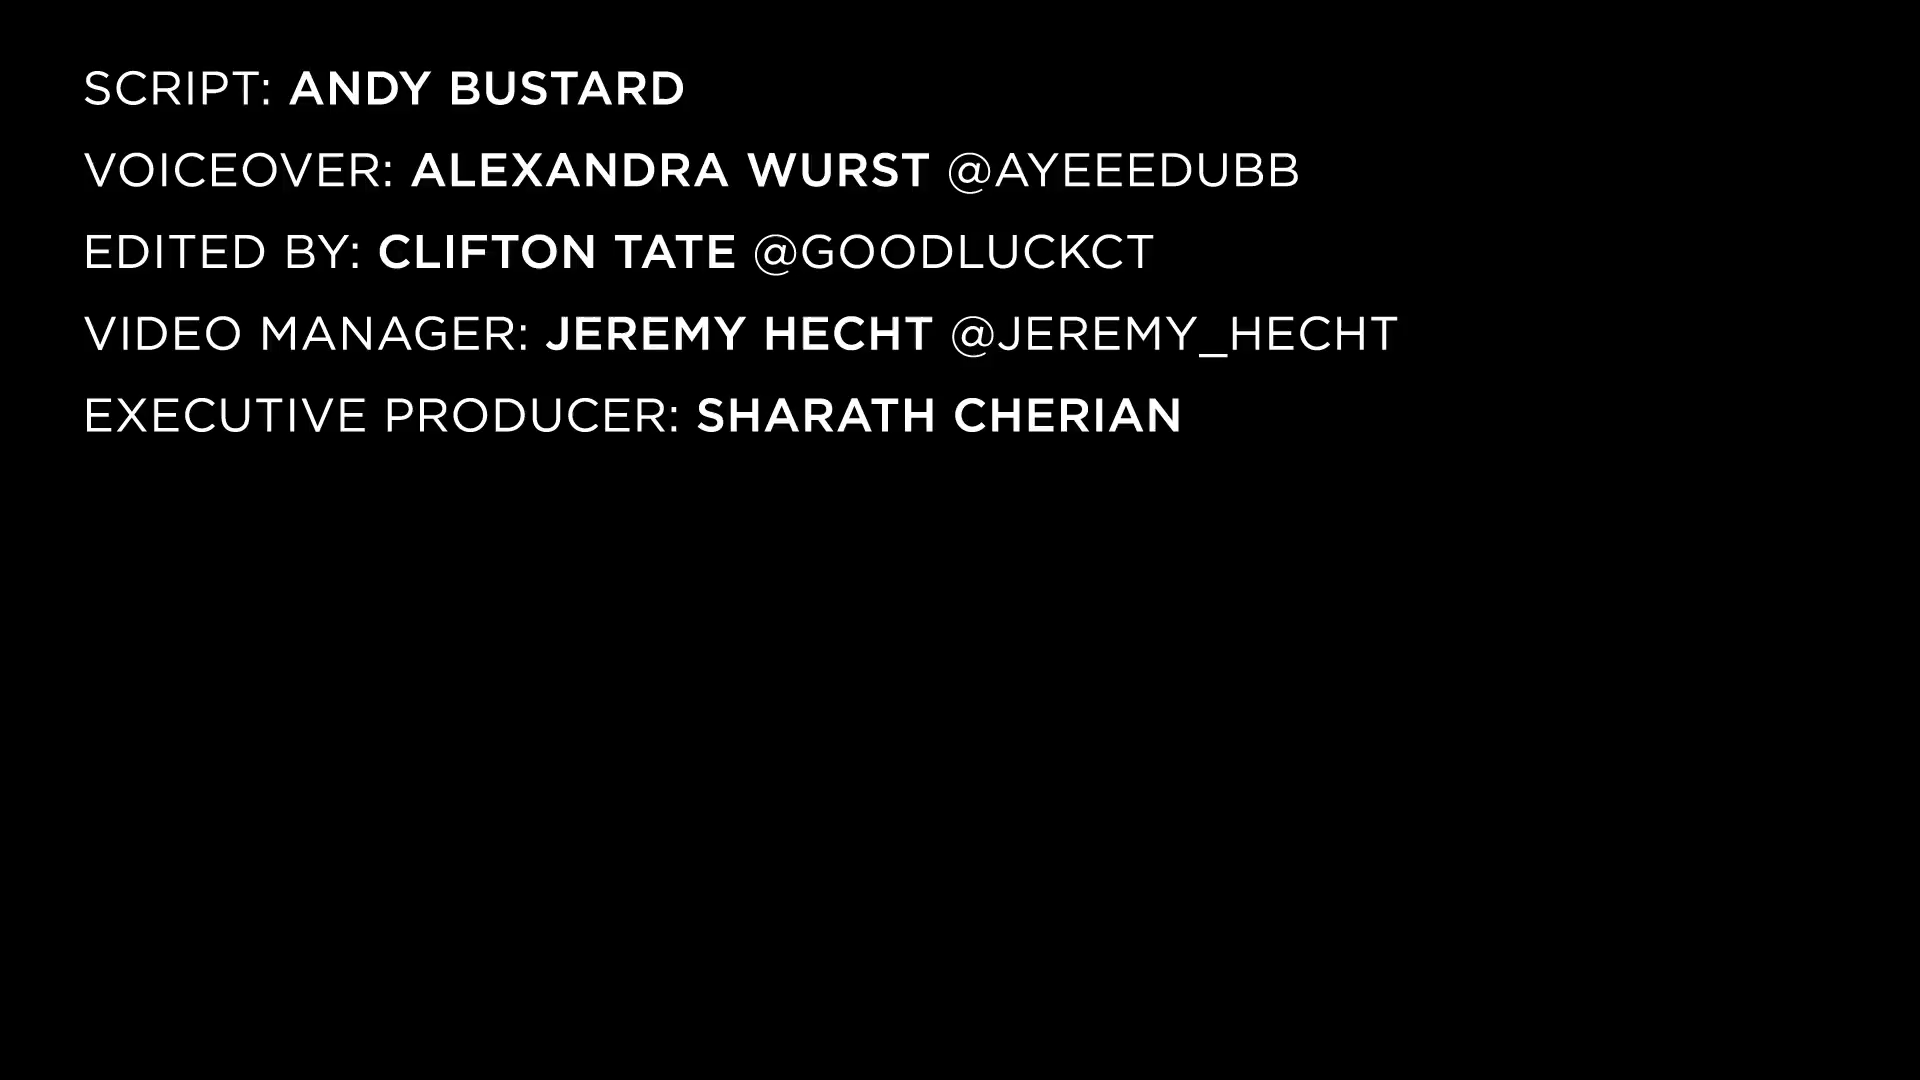 SCRIPT: ANDY BUSTARD
VOICEOVER: ALEXANDRA WURST @AYEEEDUBB
EDITED BY: CLIFTON TATE @GOODLUCKCT
VIDEO MANAGER: JEREMY HECHT @JEREMY_HECHT
EXECUTIVE PRODUCER: SHARATH CHERIAN